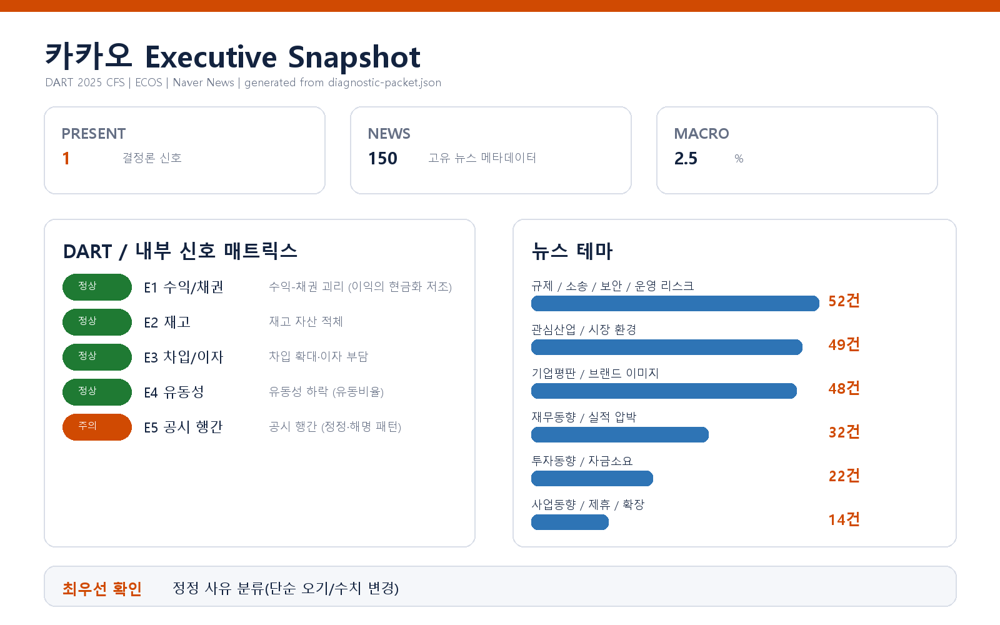 카카오 Executive Snapshot
DART 2025 CFS | ECOS | Naver News | generated from diagnostic-packet.json
PRESENT
1 결정론 신호
NEWS
150 고유 뉴스 메타데이터
MACRO
2.5 %
DART / 내부 신호 매트릭스
정상 E1 수익/채권 수익-채권 괴리 (이익의 현금화 저조)
정상 E2 재고 재고 자산 적체
정상 E3 차입/이자 차입 확대·이자 부담
정상 E4 유동성 유동성 하락 (유동비율)
주의 E5 공시 행간 공시 행간 (정정·해명 패턴)
뉴스 테마
규제 / 소송 / 보안 / 운영 리스크
52건
관심산업 / 시장 환경
49건
기업평판 / 브랜드 이미지
48건
재무동향 / 실적 압박
32건
투자동향 / 자금소요
22건
사업동향 / 제휴 / 확장
14건
최우선 확인 정정 사유 분류(단순 오기/수치 변경)